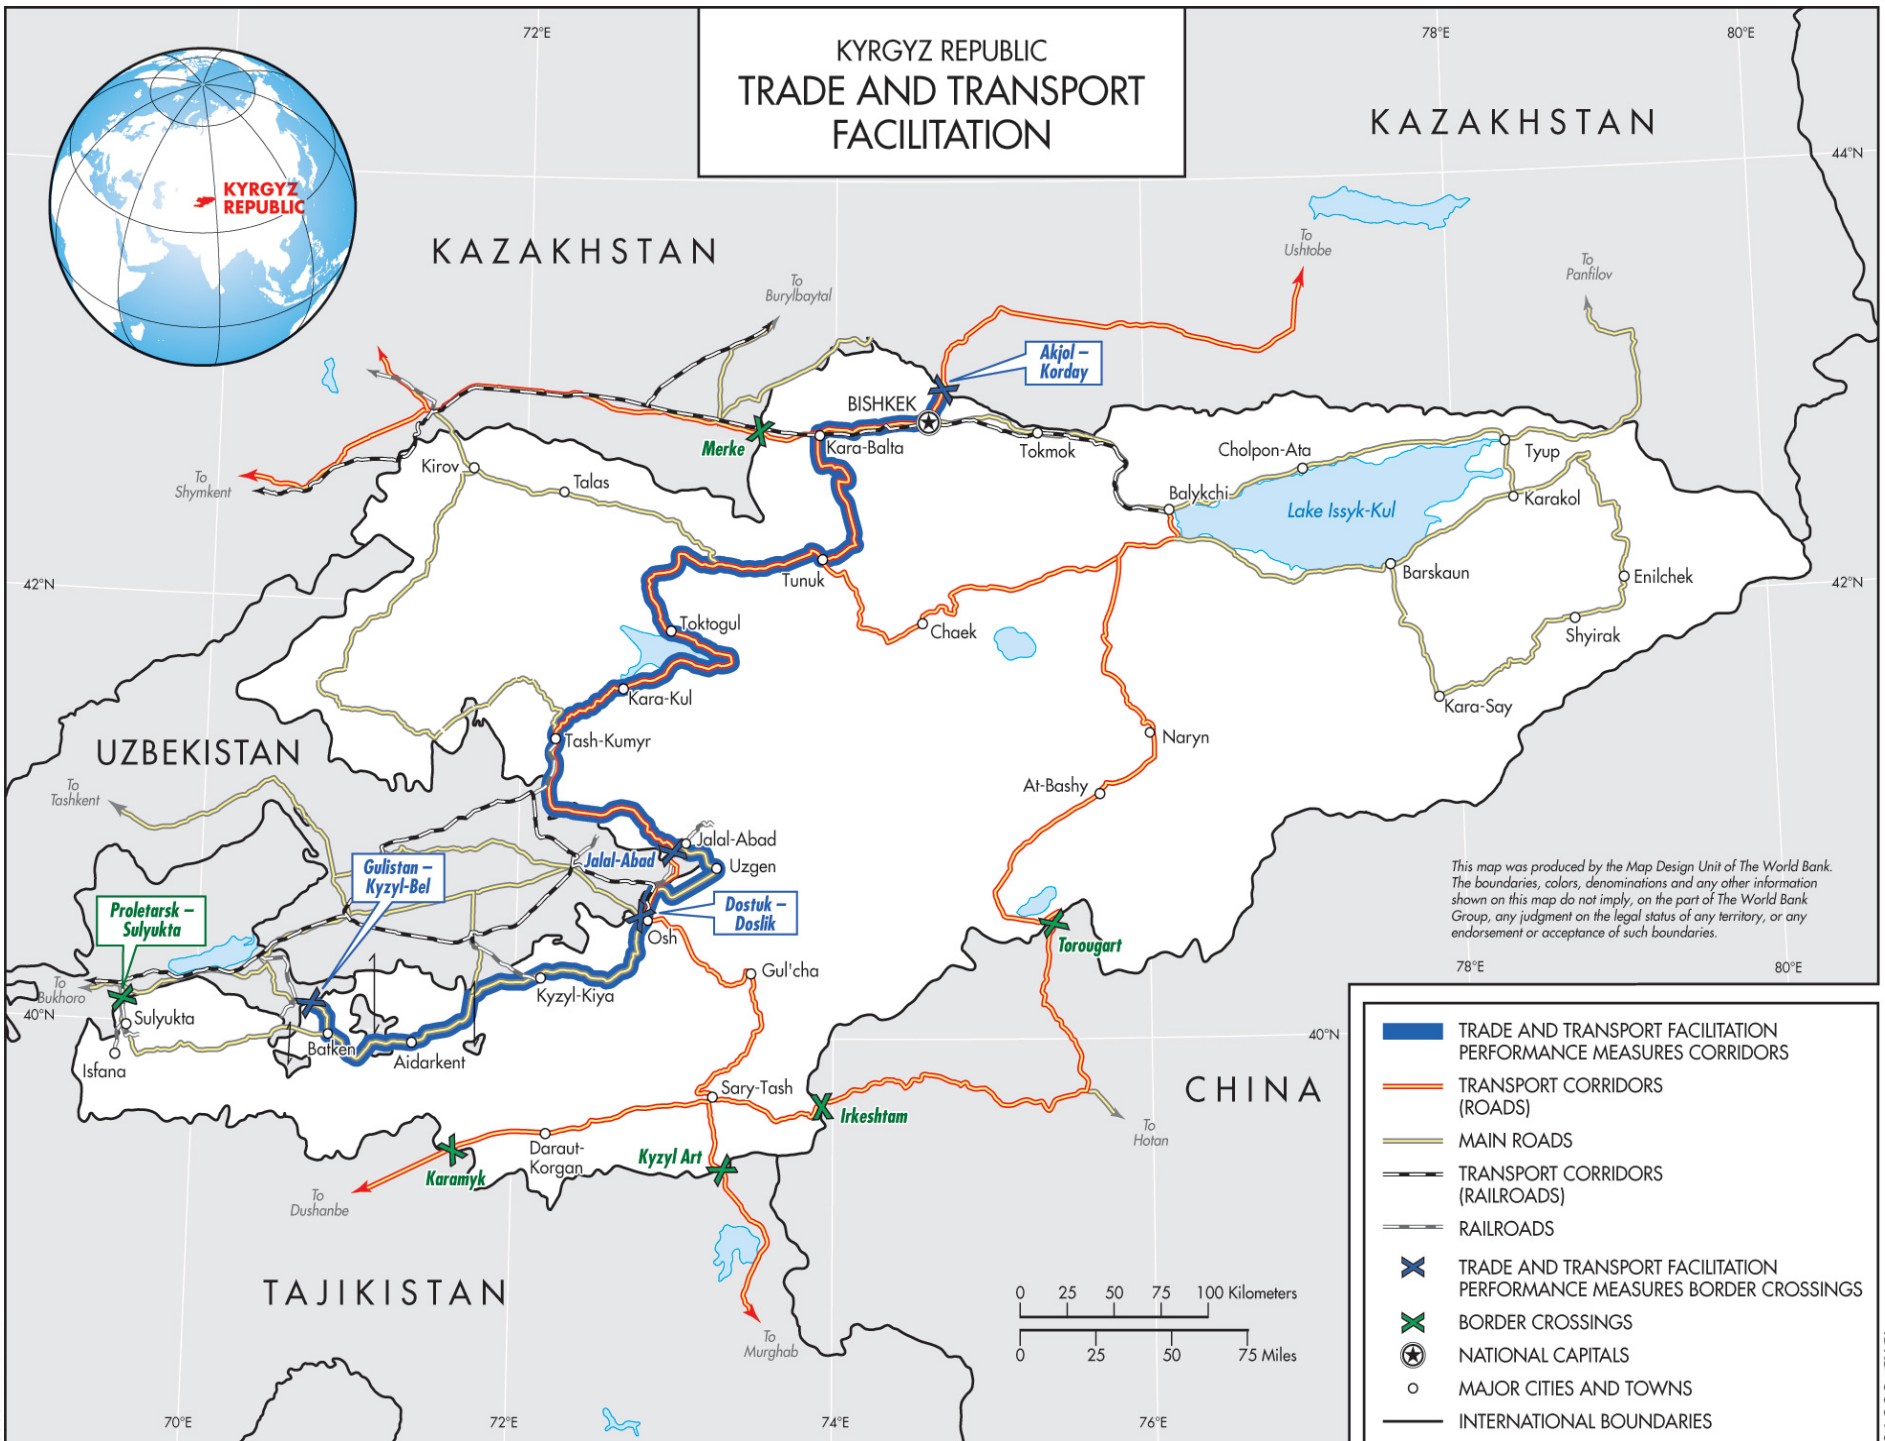 72°E
78°E
80°E
KYRGYZ REPUBLIC
TRADE AND TRANSPORT
FACILITATION
KAZAKHSTAN
44°N
KYRGYZ
REPUBLIC
KAZAKHSTAN
To
Ushtobe
To
Panfilov
To
Burylbaytal
Akjol –
Korday
BISHKEK
Merke
Kara-Balta
Tokmok
Cholpon-Ata
Tyup
Kirov
Talas
To
Shymkent
Balykchi
Karakol
Lake Issyk-Kul
42°N
Tunuk
Barskaun
Enilchek
42°N
Toktogul
Chaek
Shyirak
Kara-Kul
Kara-Say
Tash-Kumyr
Naryn
UZBEKISTAN
At-Bashy
To
Tashkent
Jalal-Abad
Jalal-Abad
Uzgen
Gulistan –
Kyzyl-Bel
Proletarsk –
Sulyukta
Dostuk –
Doslik
Osh
This map was produced by the Map Design Unit of The World Bank.
The boundaries, colors, denominations and any other information
shown on this map do not imply, on the part of The World Bank
Group, any judgment on the legal status of any territory, or any
endorsement or acceptance of such boundaries.
Torougart
Gul'cha
78°E
80°E
To
Bukhoro
Kyzyl-Kiya
40°N
Sulyukta
Batken
Aidarkent
Isfana
40°N
Sary-Tash
CHINA
Irkeshtam
To
Hotan
Daraut-
Korgan
Kyzyl Art
Karamyk
To
Dushanbe
TAJIKISTAN
To
Murghab
0 25 50 75 100 Kilometers
0 25 50 75 Miles
70°E
72°E
74°E
76°E
TRADE AND TRANSPORT FACILITATION
PERFORMANCE MEASURES CORRIDORS
TRANSPORT CORRIDORS
(ROADS)
MAIN ROADS
TRANSPORT CORRIDORS
(RAILROADS)
RAILROADS
TRADE AND TRANSPORT FACILITATION
PERFORMANCE MEASURES BORDER CROSSINGS
BORDER CROSSINGS
NATIONAL CAPITALS
MAJOR CITIES AND TOWNS
INTERNATIONAL BOUNDARIES